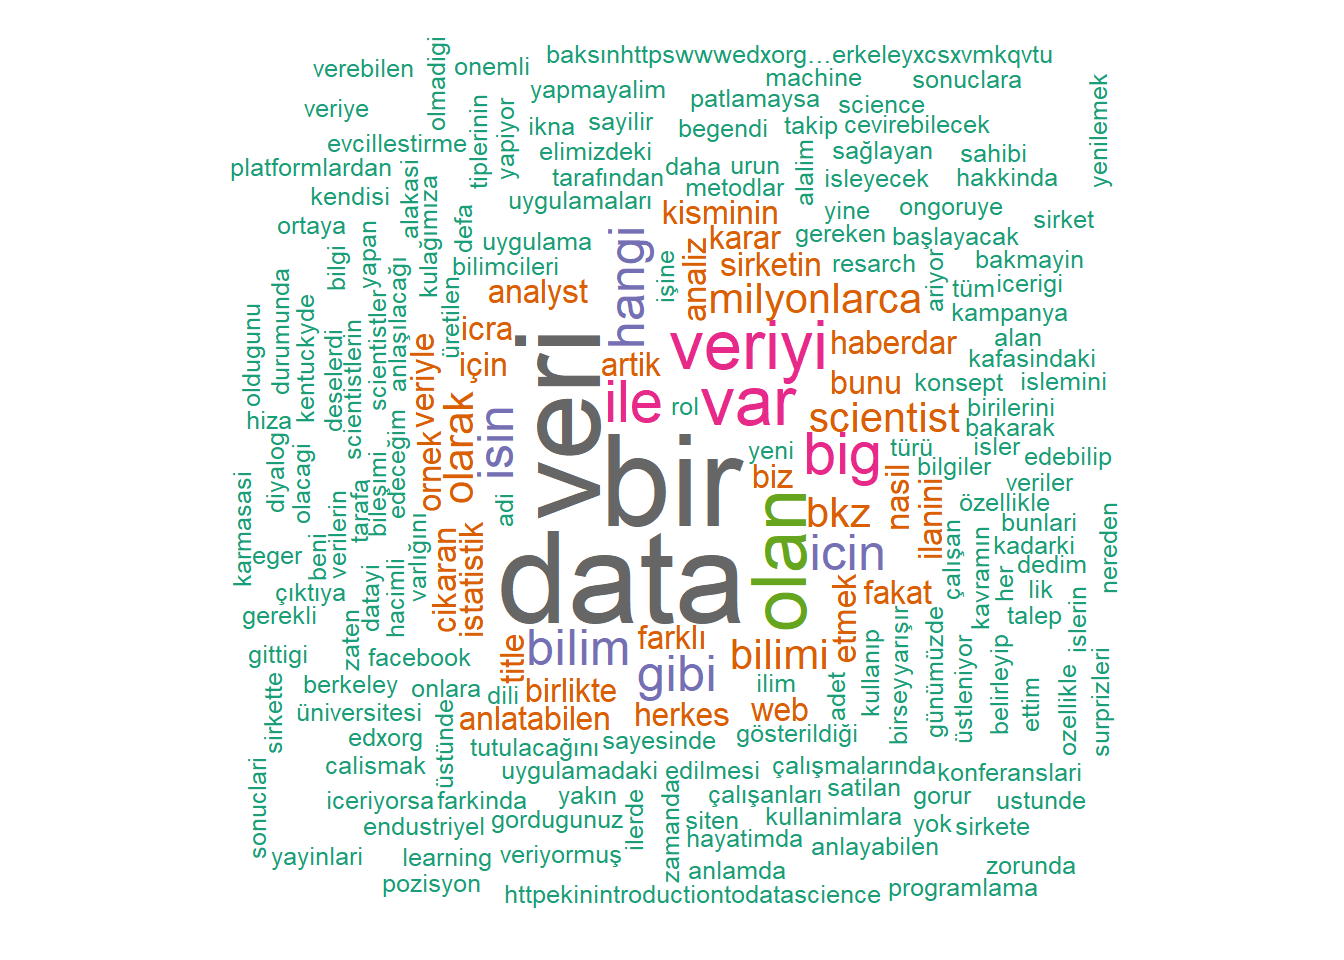 baksınhttpswwwedxorg…erkeleyxcsxvmkqvtu
verebilen
olmadigi
onemli
machine
sonuclara
yapmayalim
patlamaysa
science
veriye
tiplerinin
yapiyor
ikna
sayilir
begendi
takip
cevirebilecek
yenilemek
evcillestirme
elimizdeki
daha
urun
alalim
sağlayan
sahibi
platformlardan
tarafından
metodlar
isleyecek
hakkinda
kendisi
alakasi
kulağımıza
defa
uygulamaları
kisminin
yine
ongoruye
sirket
ortaya
bilgi
yapan
uygulama
hangi
karar
gereken
başlayacak
bilimcileri
işine
analiz
sirketin
resarch
ariyor
bakmayin
analyst
milyonlarca
tüm
icerigi
kampanya
oldugunu
durumunda
kentuckyde
deselerdi
scientistlerin
scientistler
anlaşılacağı
üretilen
icra
veri
veriyi
haberdar
alan
kafasindaki
için
artik
bunu
konsept
islemini
hiza
veriyle
ornek
olarak
isin
ile
rol
var
scientist
birilerini
bakarak
diyalog
olacagi
tarafa
bileşimi
edeceğim
bir
yeni
big
türü
isler
edebilip
biz
bilgiler
veriler
karmasasi
beni
verilerin
datayi
hacimli
varlığını
adi
olan
bkz
nasil
ilanini
özellikle
bunlari
nereden
eger
cikaran
istatistik
data
icin
çalışan
kavramın
her
kadarki
dedim
çıktıya
etmek
fakat
lik
gerekli
talep
islerin
gittigi
zaten
facebook
title
bilim
farklı
bilimi
kullanıp
birseyyarışır
günümüzde
üstleniyor
belirleyip
ettim
ozellikle
surprizleri
berkeley
onlara
dili
birlikte
gibi
ilim
adet
sirkette
üniversitesi
üstünde
anlatabilen
herkes
web
edxorg
tutulacağını
sayesinde
gösterildiği
sonuclari
calismak
uygulamadaki
edilmesi
çalışmalarında
konferanslari
iceriyorsa
farkinda
yakın
ilerde
zamanda
çalışanları
satilan
gorur
ustunde
endustriyel
gordugunuz
siten
kullanimlara
yok
sirkete
yayinlari
learning
veriyormuş
hayatimda
anlayabilen
pozisyon
anlamda
zorunda
httpekinintroductiontodatascience
programlama